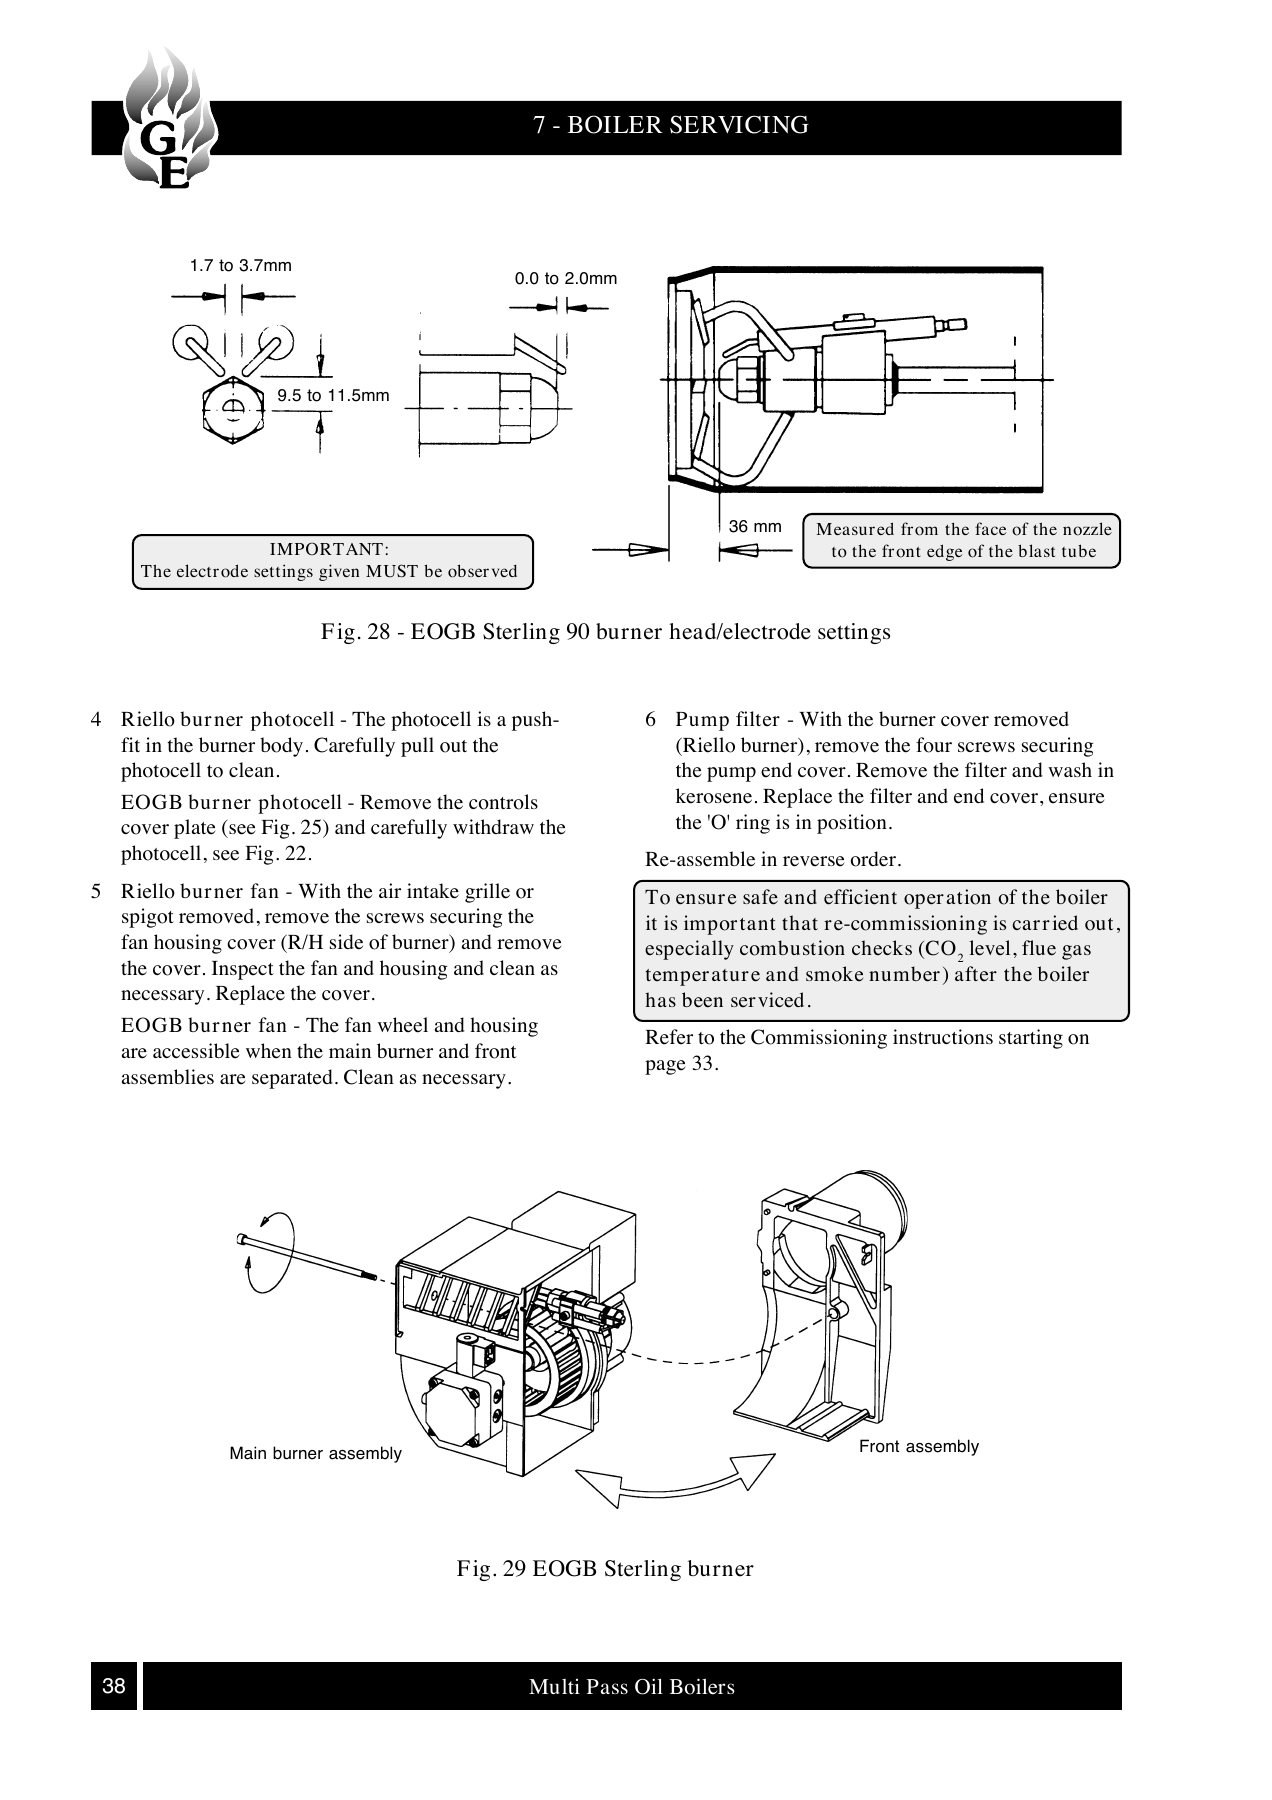 G
E
7 - BOILER SERVICING
1.7 to 3.7mm
0.0 to 2.0mm
9.5 to 11.5mm
36 mm
Measured from the face of the nozzle
to the front edge of the blast tube
IMPORTANT:
The electrode settings given MUST be observed
Fig. 28 - EOGB Sterling 90 burner head/electrode settings
4 Riello burner photocell - The photocell is a push-
fit in the burner body. Carefully pull out the
photocell to clean.
EOGB burner photocell - Remove the controls
cover plate (see Fig. 25) and carefully withdraw the
photocell, see Fig. 22.
5 Riello burner fan - With the air intake grille or
spigot removed, remove the screws securing the
fan housing cover (R/H side of burner) and remove
the cover. Inspect the fan and housing and clean as
necessary. Replace the cover.
EOGB burner fan - The fan wheel and housing
are accessible when the main burner and front
assemblies are separated. Clean as necessary.
6 Pump filter - With the burner cover removed
(Riello burner), remove the four screws securing
the pump end cover. Remove the filter and wash in
kerosene. Replace the filter and end cover, ensure
the 'O' ring is in position.
Re-assemble in reverse order.
To ensure safe and efficient operation of the boiler
it is important that re-commissioning is carried out,
especially combustion checks (CO2 level, flue gas
temperature and smoke number) after the boiler
has been serviced.
Refer to the Commissioning instructions starting on
page 33.
Main burner assembly
Front assembly
Fig. 29 EOGB Sterling burner
38
Multi Pass Oil Boilers